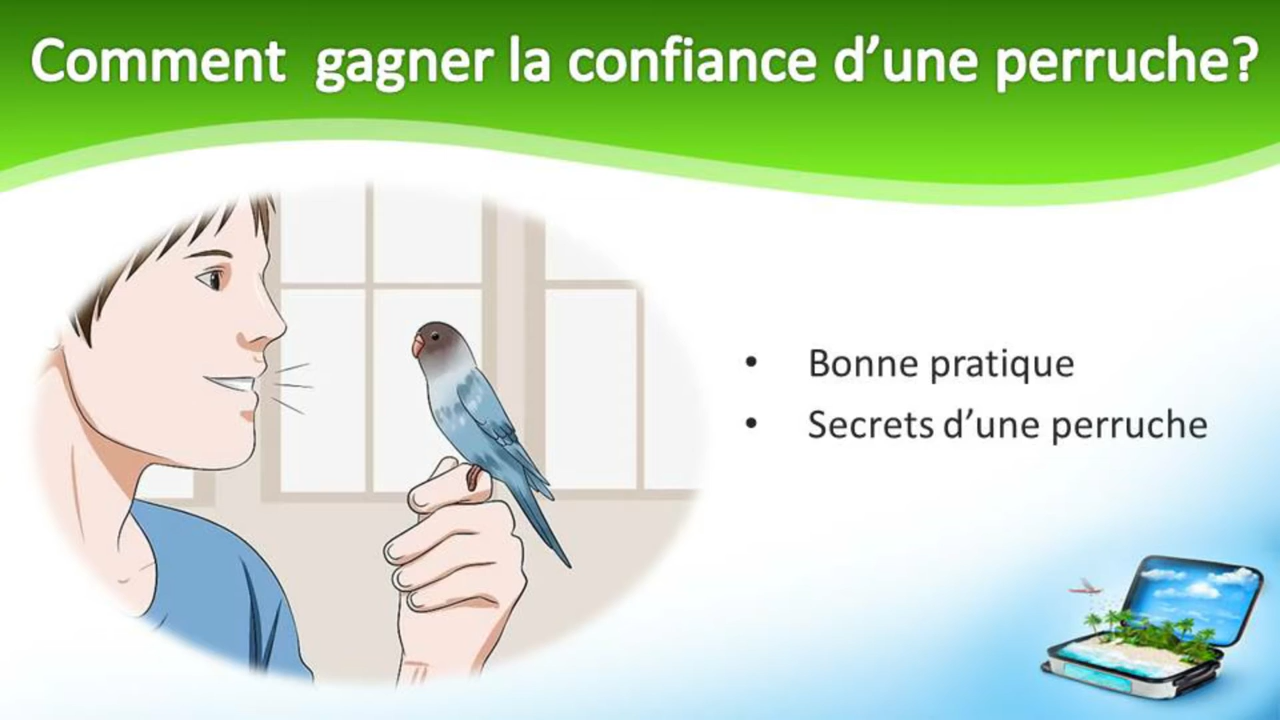 Comment gagner la confiance d’une perruche?
• Bonne pratique
• Secrets d’une perruche